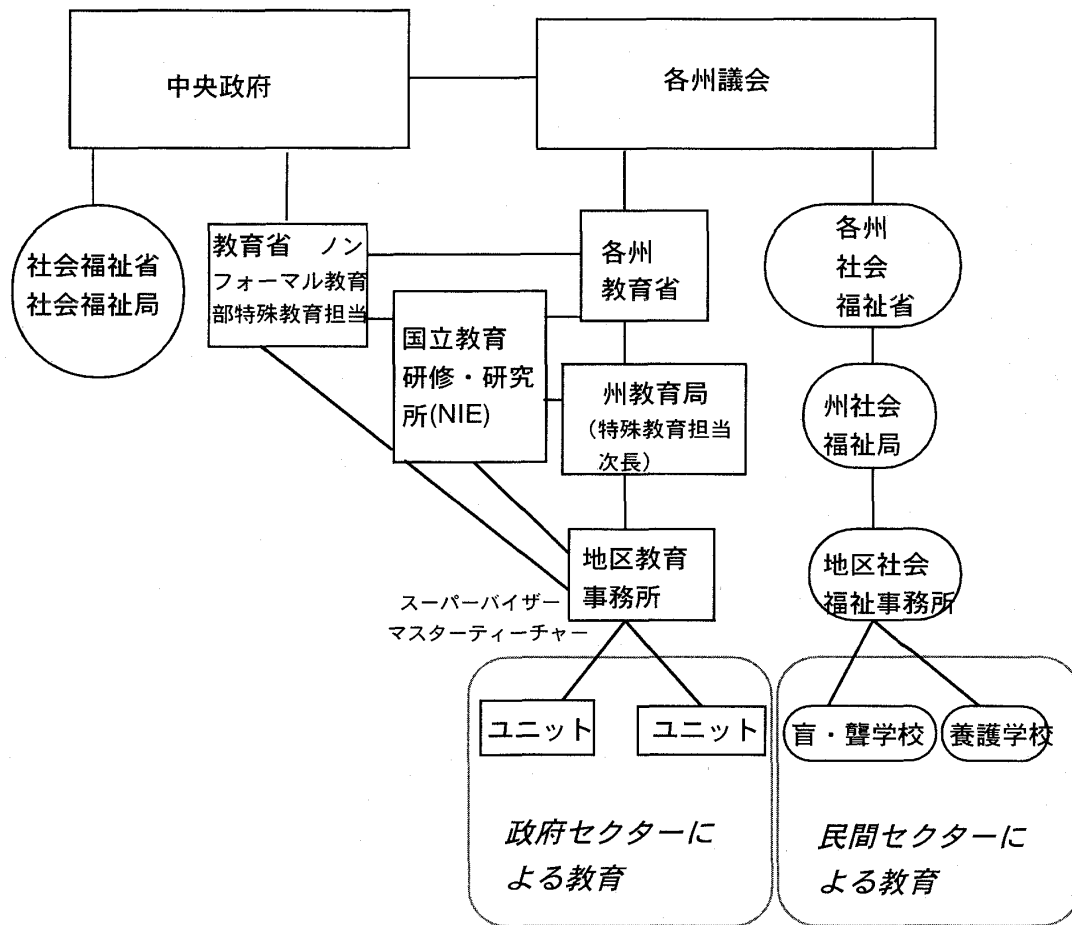 中央政府
各州議会
社会福祉省
社会福祉局
教育省 ノン
フォーマル教育
部特殊教育担当
各州
教育省
各州
社会
福祉省
国立教育
研修・研究
所(NIE)
州教育局
(特殊教育担当
次長)
州社会
福祉局
地区教育
事務所
地区社会
福祉事務所
スーパーバイザー
マスターティーチャー
ユニット
ユニット
盲・聾学校
養護学校
政府セクターに
よる教育
民間セクターに
よる教育